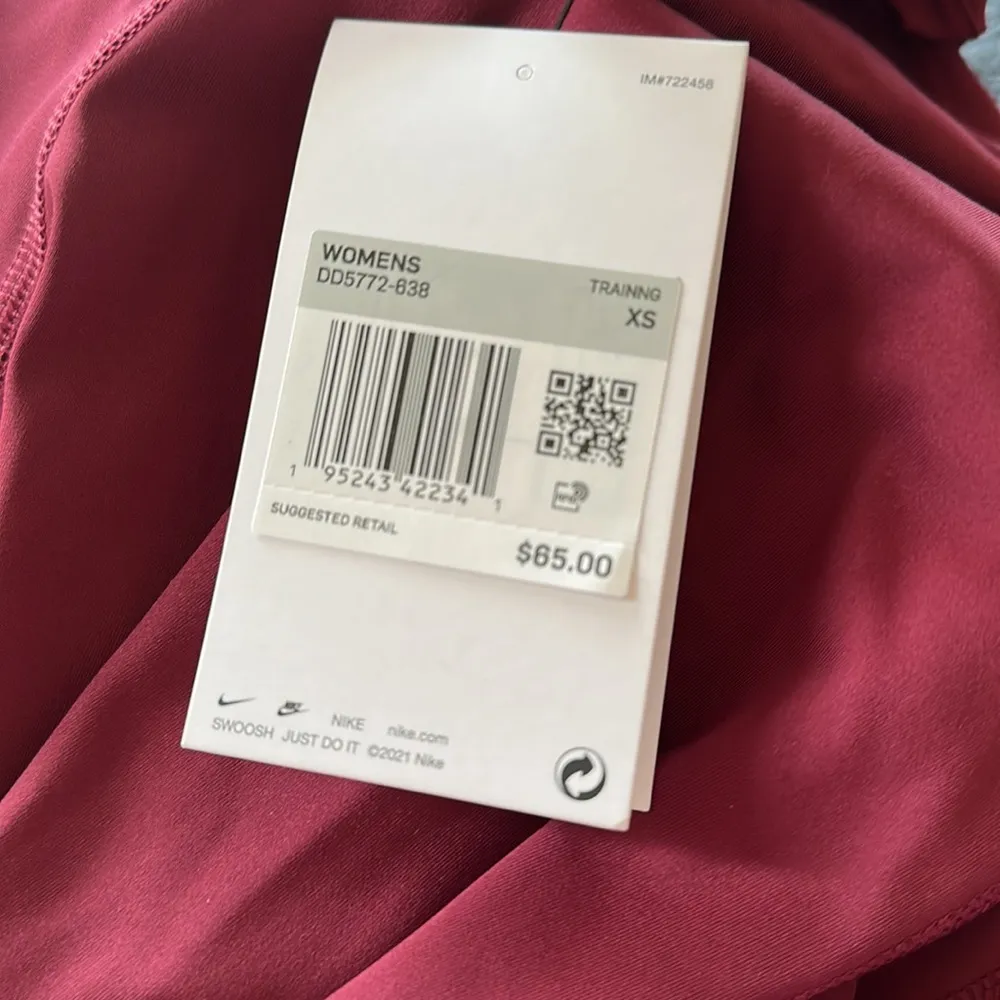 IM#722456
WOMENS
DD5772-638
TRAINNG
XS
1 95243 42234 1
SUGGESTED RETAIL
$65.00
NIKE nike.com
SWOOSH JUST DO IT ©2021 Nike